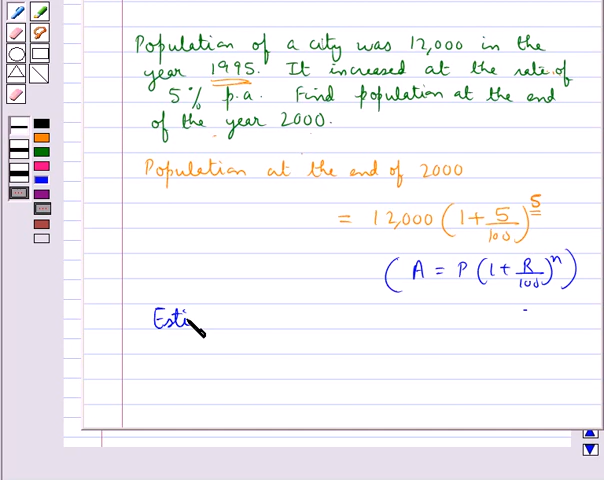 Population of a city was 12,000 in the
year 1995. It increased at the rate of
5% p.a. Find population at the end
of the year 2000.
Population at the end of 2000
= 12,000 (1 + 5/100)^5
(A = P (1 + R/100)^n)
Esti